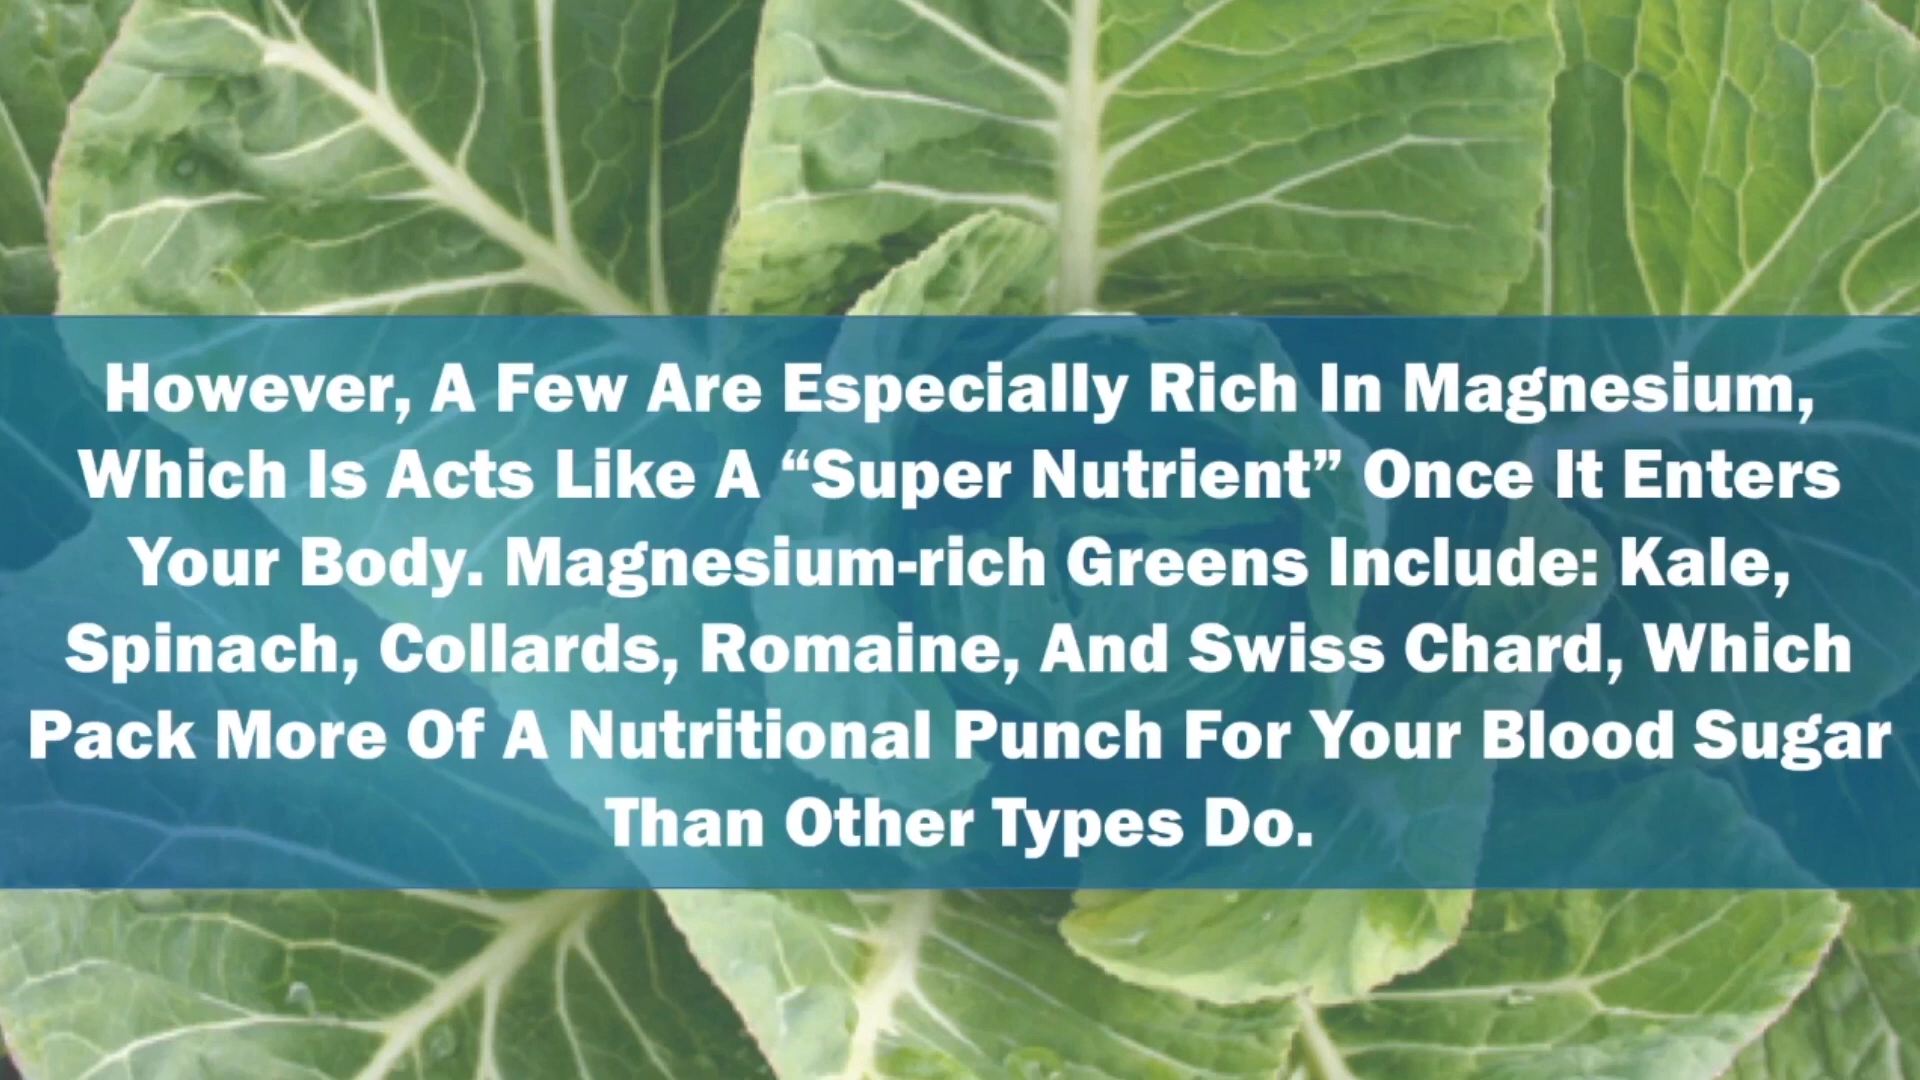 However, A Few Are Especially Rich In Magnesium,
Which Is Acts Like A “Super Nutrient” Once It Enters
Your Body. Magnesium-rich Greens Include: Kale,
Spinach, Collards, Romaine, And Swiss Chard, Which
Pack More Of A Nutritional Punch For Your Blood Sugar
Than Other Types Do.